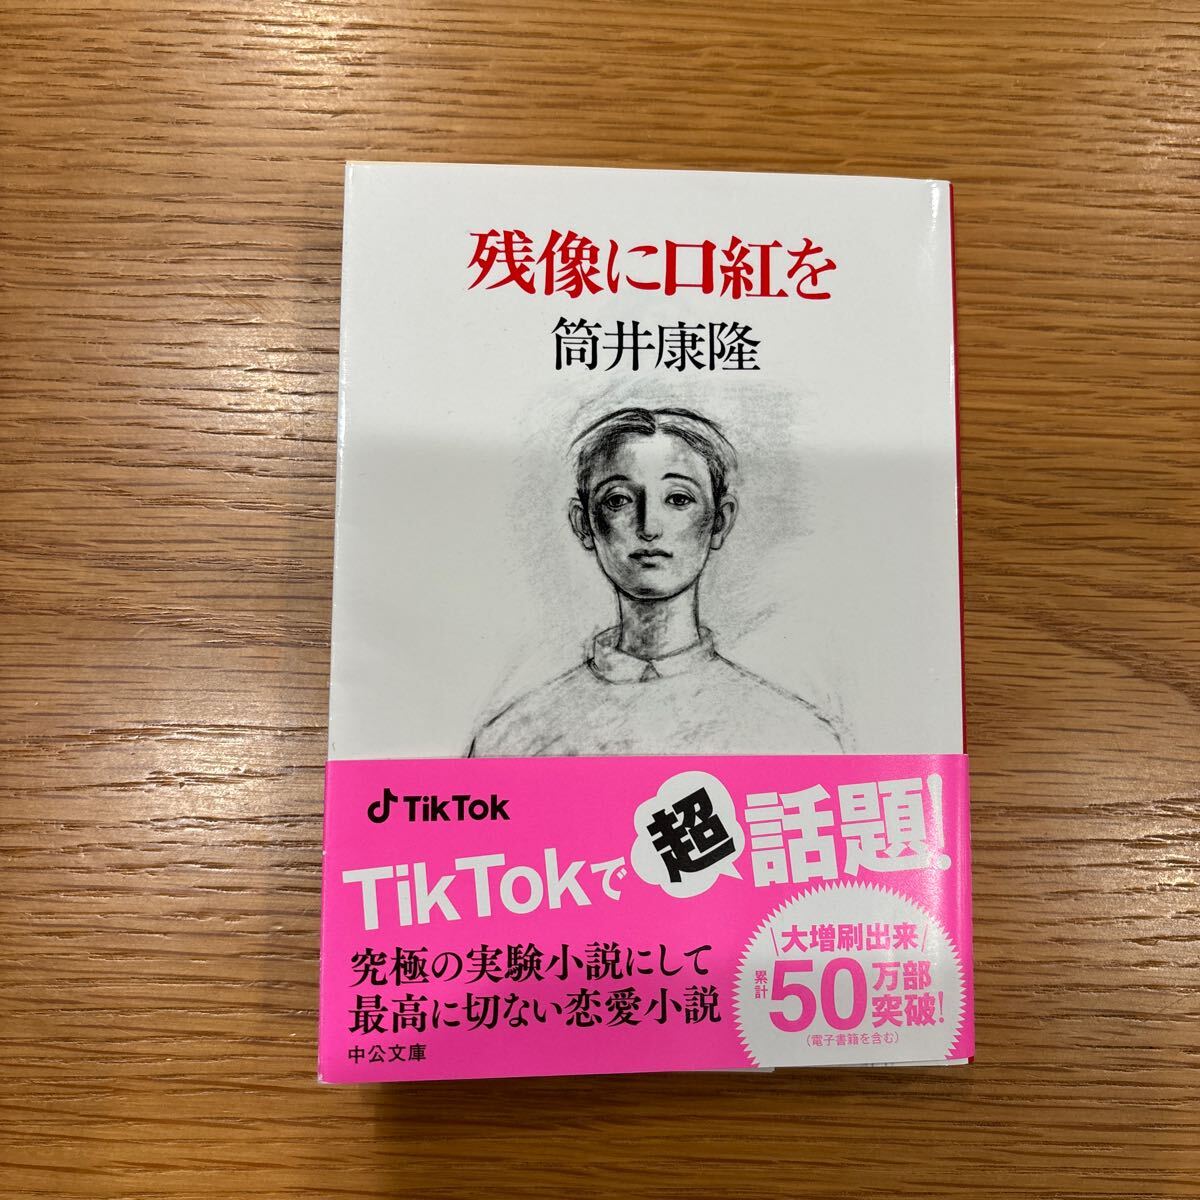 残像に口紅を
筒井康隆
TikTok
TikTokで超話題!
究極の実験小説にして
最高に切ない恋愛小説
中公文庫
\大増刷出来/
累計50万部突破!
(電子書籍を含む)